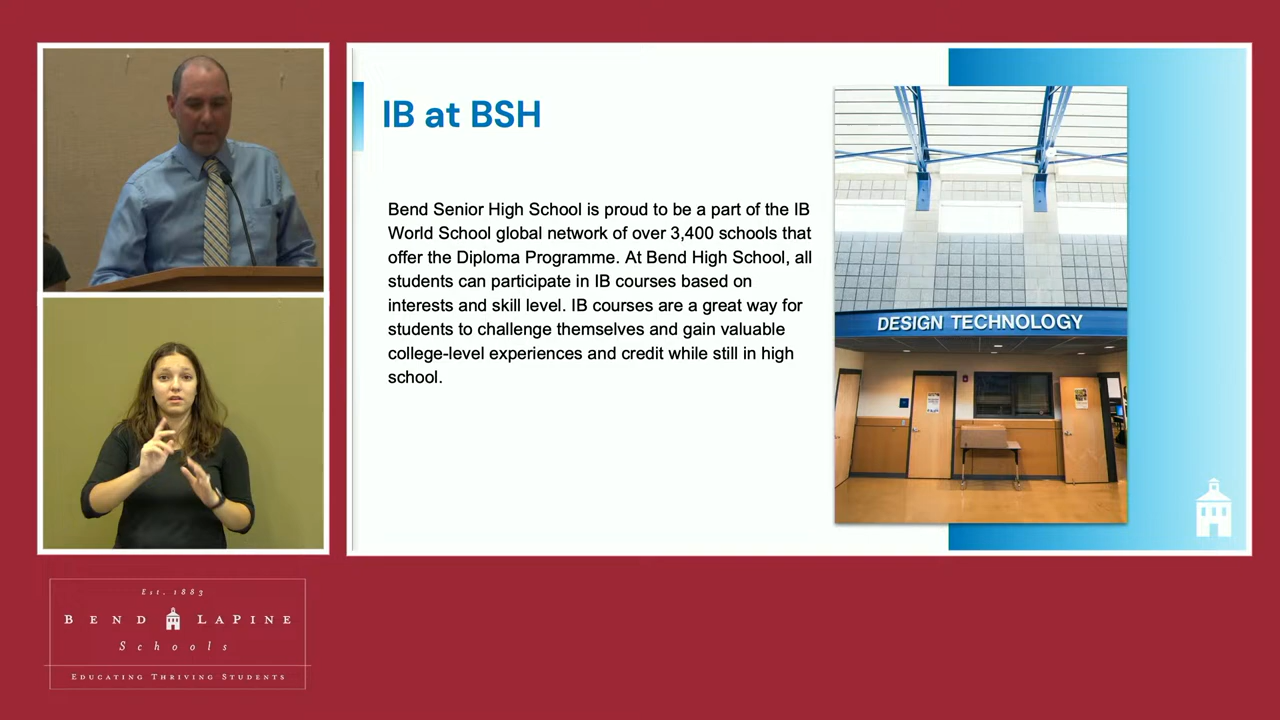 IB at BSH
Bend Senior High School is proud to be a part of the IB
World School global network of over 3,400 schools that
offer the Diploma Programme. At Bend High School, all
students can participate in IB courses based on
interests and skill level. IB courses are a great way for
students to challenge themselves and gain valuable
college-level experiences and credit while still in high
school.
DESIGN TECHNOLOGY
Est. 1883
BEND LAPINE
Schools
EDUCATING THRIVING STUDENTS